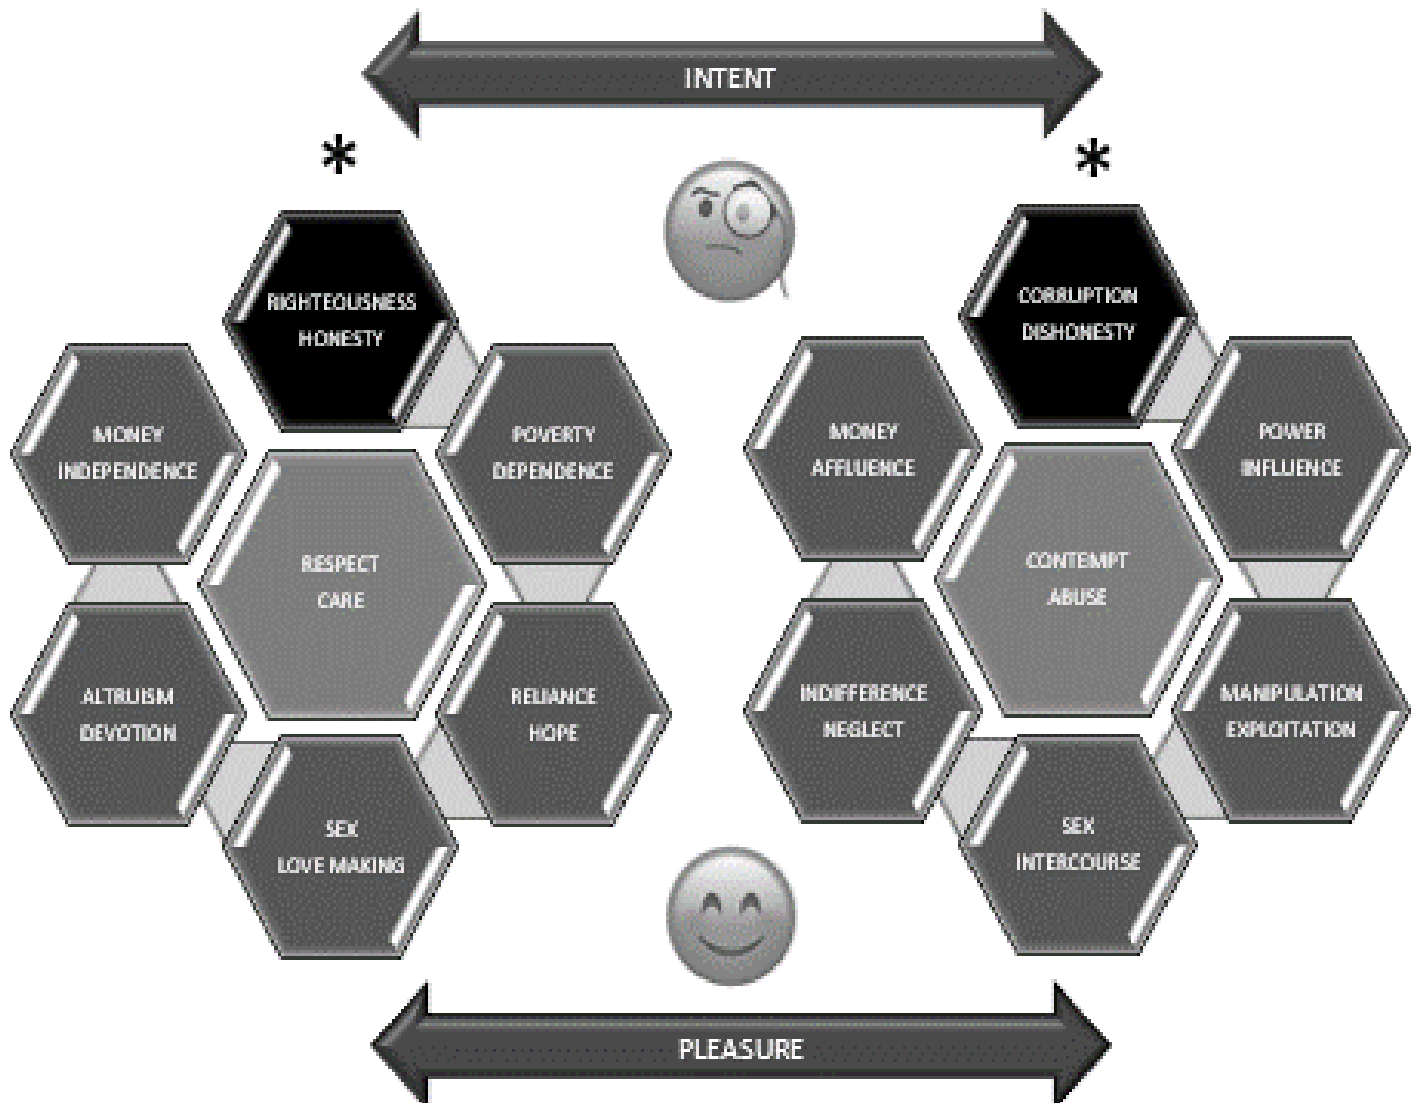 INTENT
*
*
RIGHTEOUSNESS
HONESTY
MONEY
INDEPENDENCE
POVERTY
DEPENDENCE
RESPECT
CARE
ALTRUISM
DEVOTION
RELIANCE
HOPE
SEX
LOVE MAKING
CORRUPTION
DISHONESTY
MONEY
AFFLUENCE
POWER
INFLUENCE
CONTEMPT
ABUSE
INDIFFERENCE
NEGLECT
MANIPULATION
EXPLOITATION
SEX
INTERCOURSE
PLEASURE